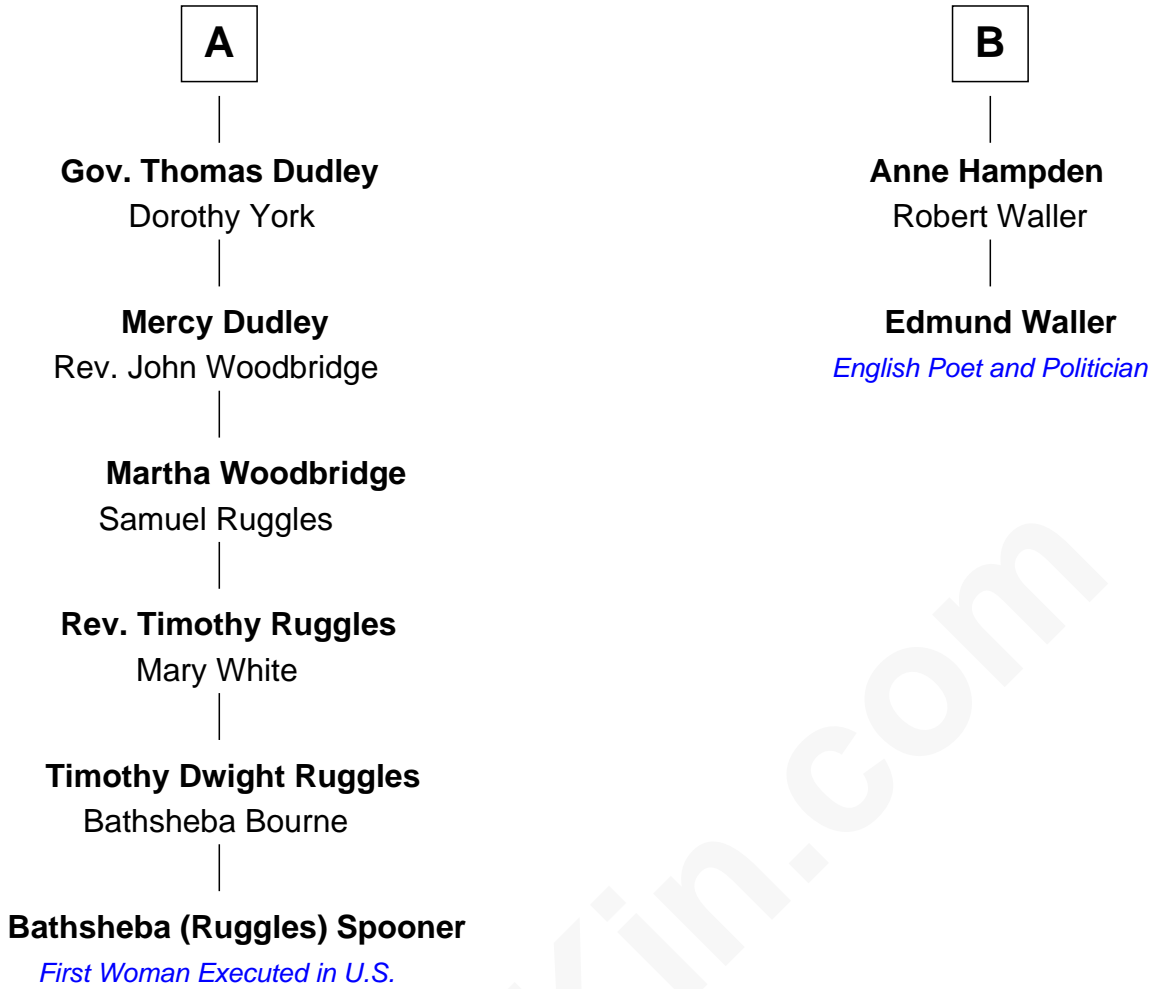 A
Gov. Thomas Dudley
Dorothy York
Mercy Dudley
Rev. John Woodbridge
Martha Woodbridge
Samuel Ruggles
Rev. Timothy Ruggles
Mary White
Timothy Dwight Ruggles
Bathsheba Bourne
Bathsheba (Ruggles) Spooner
First Woman Executed in U.S.
B
Anne Hampden
Robert Waller
Edmund Waller
English Poet and Politician